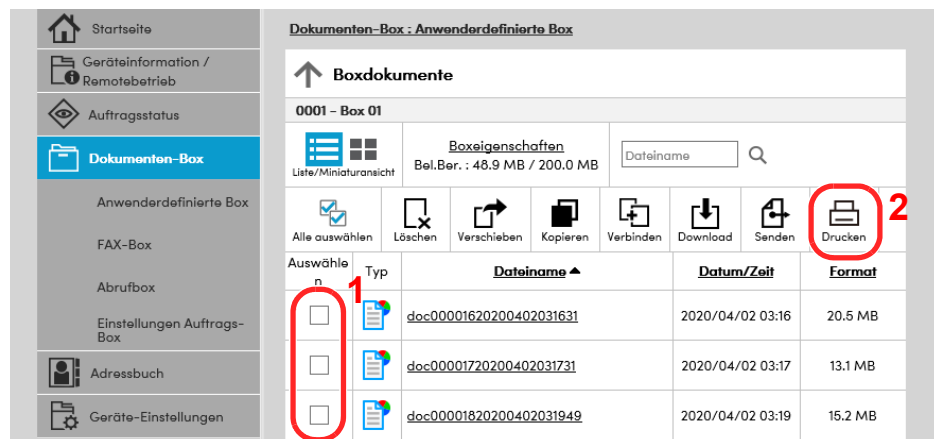 Startseite
Geräteinformation /
Remotebetrieb
Auftragsstatus
Dokumenten-Box
Anwenderdefinierte Box
FAX-Box
Abrufbox
Einstellungen Auftrags-
Box
Adressbuch
Geräte-Einstellungen
Dokumenten-Box : Anwenderdefinierte Box
Boxdokumente
0001 - Box 01
Liste/Miniaturansicht
Boxeigenschaften
Bel.Ber. : 48.9 MB / 200.0 MB
Dateiname
Alle auswählen Löschen Verschieben Kopieren Verbinden Download Senden Drucken 2
Auswähle
n Typ Dateiname Datum/Zeit Format
1
doc00001620200402031631 2020/04/02 03:16 20.5 MB
doc00001720200402031731 2020/04/02 03:17 13.1 MB
doc00001820200402031949 2020/04/02 03:19 15.2 MB